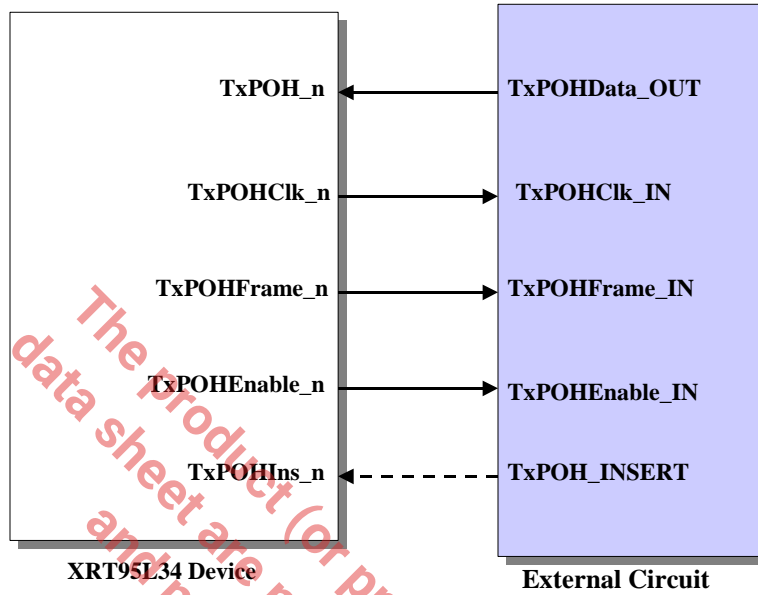 TxPOH_n
TxPOHData_OUT
TxPOHClk_n
TxPOHClk_IN
TxPOHFrame_n
TxPOHFrame_IN
TxPOHEnable_n
TxPOHEnable_IN
TxPOHIns_n
TxPOH_INSERT
XRT95L34 Device
External Circuit
The product (or pr
data sheet are
and